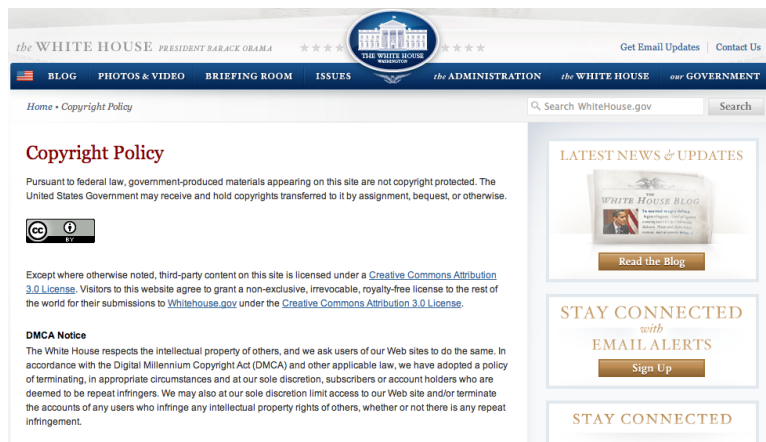 the WHITE HOUSE PRESIDENT BARACK OBAMA
THE WHITE HOUSE
WASHINGTON
Get Email Updates | Contact Us
BLOG PHOTOS & VIDEO BRIEFING ROOM ISSUES the ADMINISTRATION the WHITE HOUSE our GOVERNMENT
Home • Copyright Policy
Search WhiteHouse.gov Search
Copyright Policy
Pursuant to federal law, government-produced materials appearing on this site are not copyright protected. The
United States Government may receive and hold copyrights transferred to it by assignment, bequest, or otherwise.
cc
BY
Except where otherwise noted, third-party content on this site is licensed under a Creative Commons Attribution
3.0 License. Visitors to this website agree to grant a non-exclusive, irrevocable, royalty-free license to the rest of
the world for their submissions to Whitehouse.gov under the Creative Commons Attribution 3.0 License.
DMCA Notice
The White House respects the intellectual property of others, and we ask users of our Web sites to do the same. In
accordance with the Digital Millennium Copyright Act (DMCA) and other applicable law, we have adopted a policy
of terminating, in appropriate circumstances and at our sole discretion, subscribers or account holders who are
deemed to be repeat infringers. We may also at our sole discretion limit access to our Web site and/or terminate
the accounts of any users who infringe any intellectual property rights of others, whether or not there is any repeat
infringement.
LATEST NEWS & UPDATES
THE
WHITE HOUSE BLOG
Read the Blog
STAY CONNECTED
with
EMAIL ALERTS
Sign Up
STAY CONNECTED